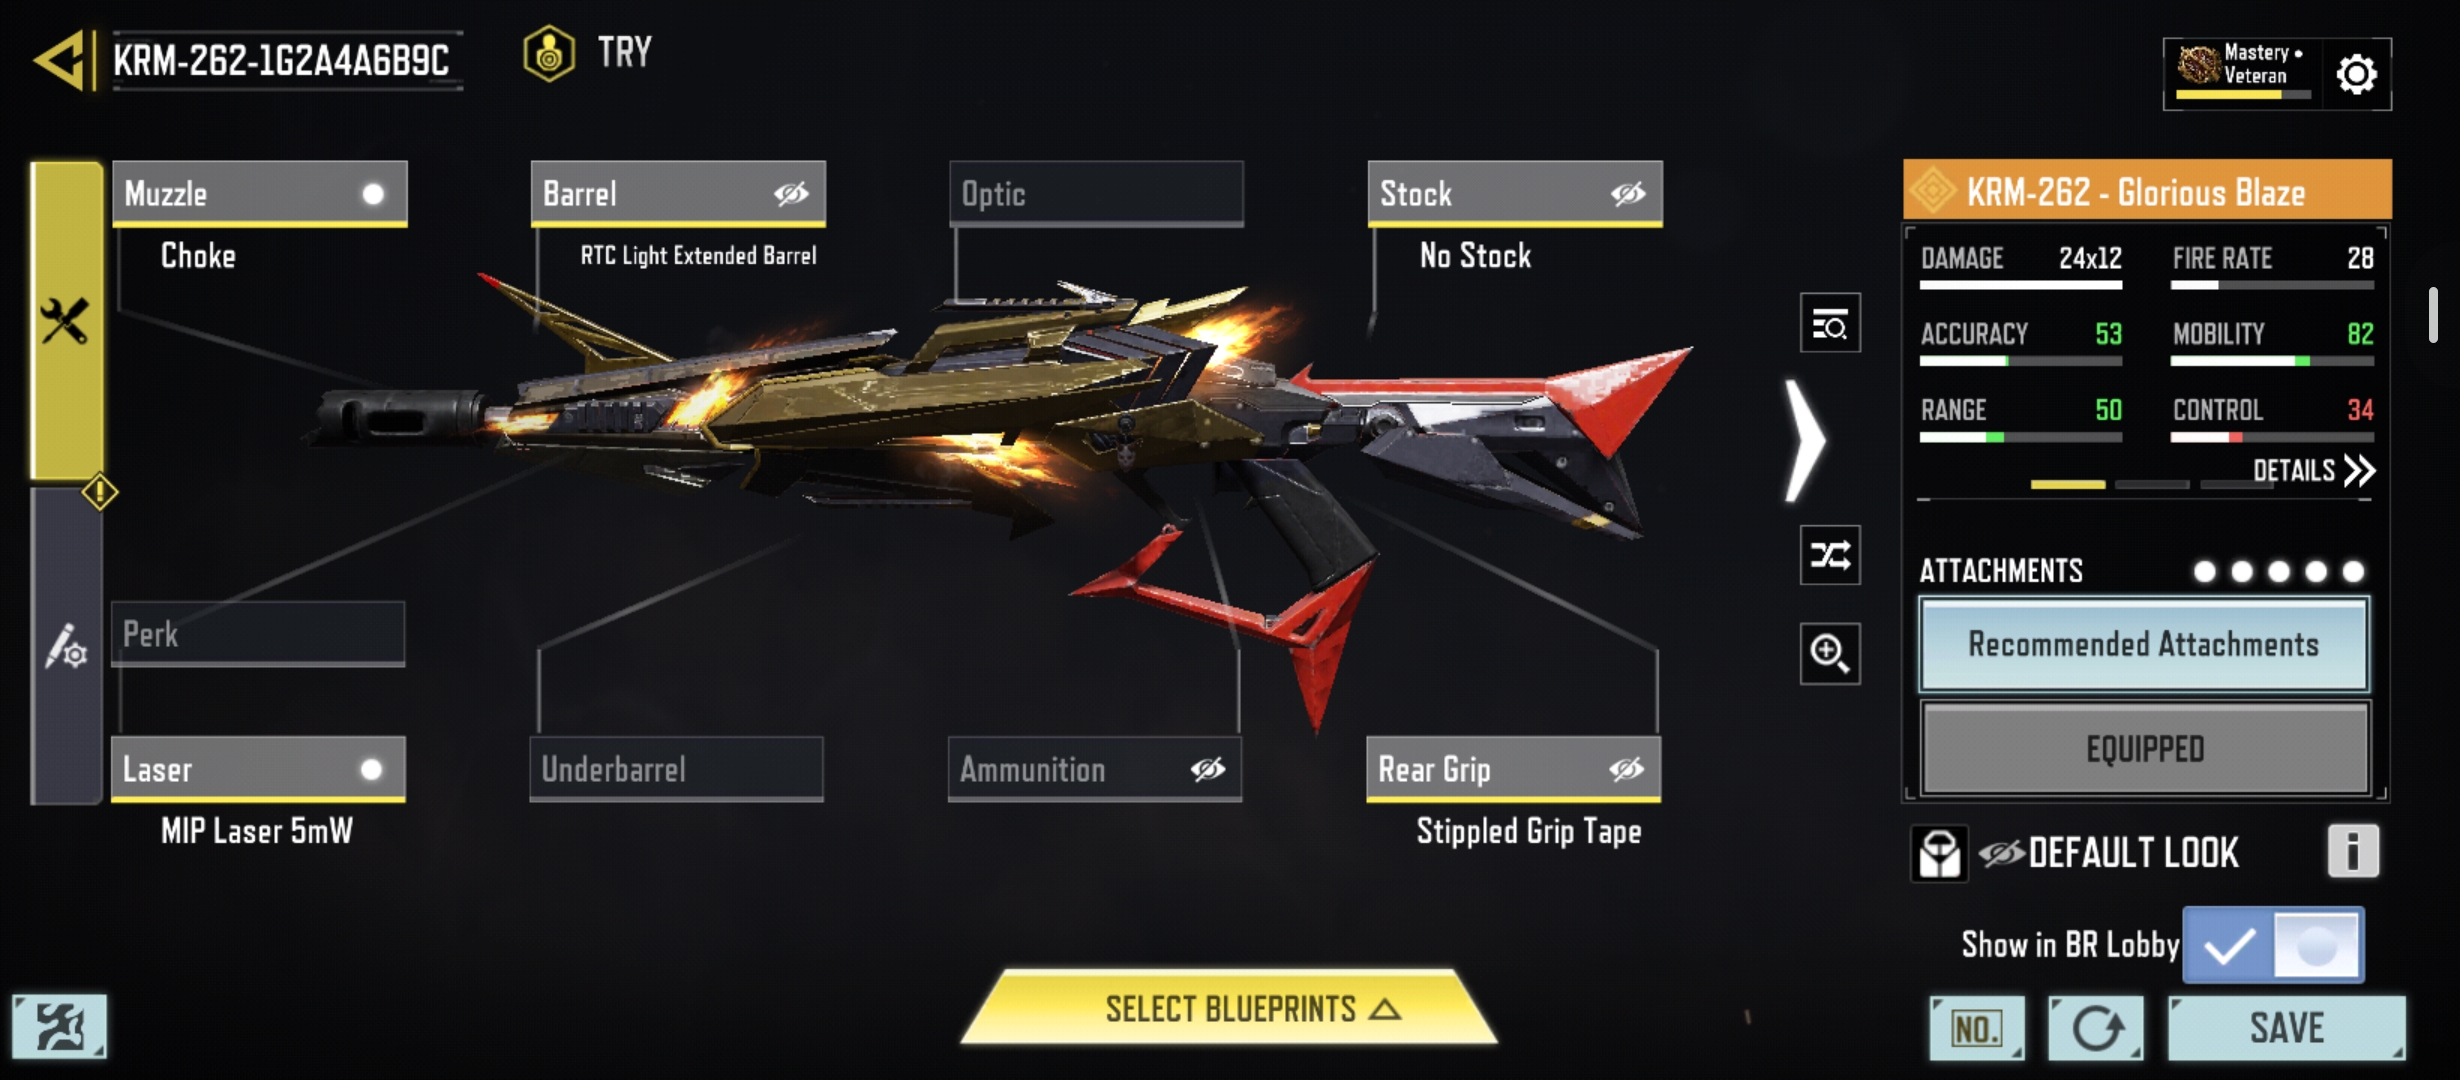 KRM-262-1G2A4A6B9C
TRY
Mastery •
Veteran
Muzzle
Choke
Barrel
RTC Light Extended Barrel
Optic
Stock
No Stock
KRM-262 - Glorious Blaze
DAMAGE 24x12
FIRE RATE 28
ACCURACY 53
MOBILITY 82
RANGE 50
CONTROL 34
DETAILS
ATTACHMENTS
Recommended Attachments
EQUIPPED
Perk
Laser
MIP Laser 5mW
Underbarrel
Ammunition
Rear Grip
Stippled Grip Tape
DEFAULT LOOK
Show in BR Lobby
SELECT BLUEPRINTS
NO.
SAVE